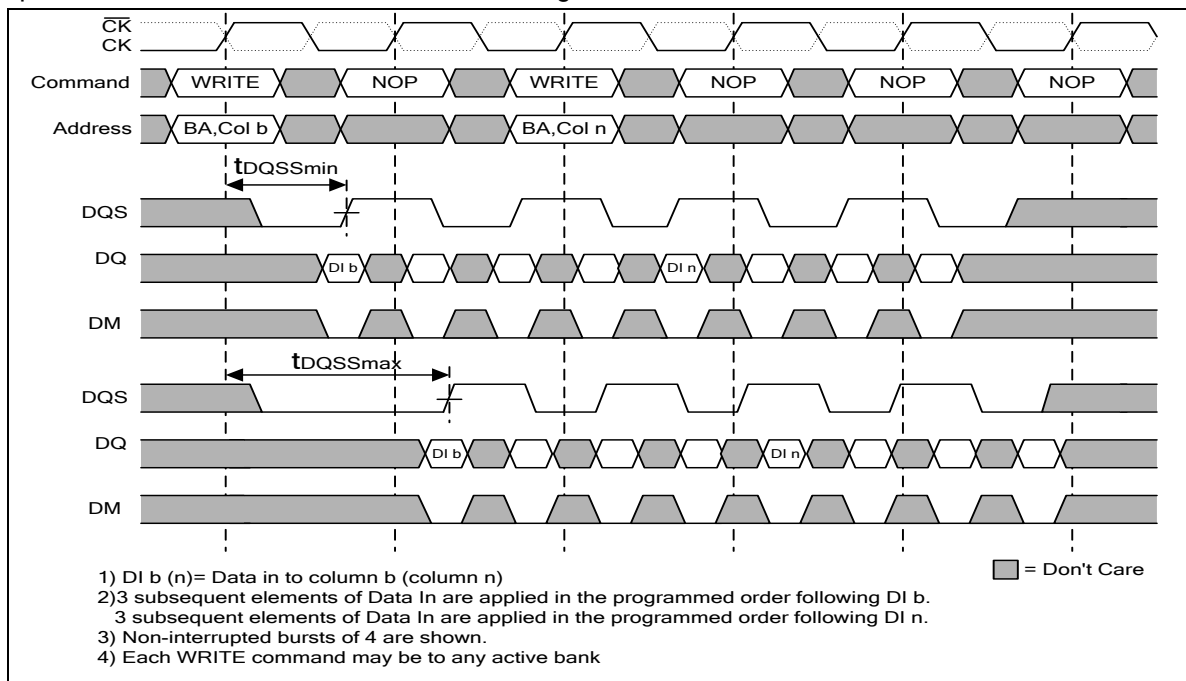 CK
CK
Command WRITE NOP WRITE NOP NOP NOP
Address BA,Col b BA,Col n
tDQSSmin
DQS
DQ DI b DI n
DM
tDQSSmax
DQS
DQ DI b DI n
DM
1) DI b (n)= Data in to column b (column n)
2)3 subsequent elements of Data In are applied in the programmed order following DI b.
3 subsequent elements of Data In are applied in the programmed order following DI n.
3) Non-interrupted bursts of 4 are shown.
4) Each WRITE command may be to any active bank
= Don't Care